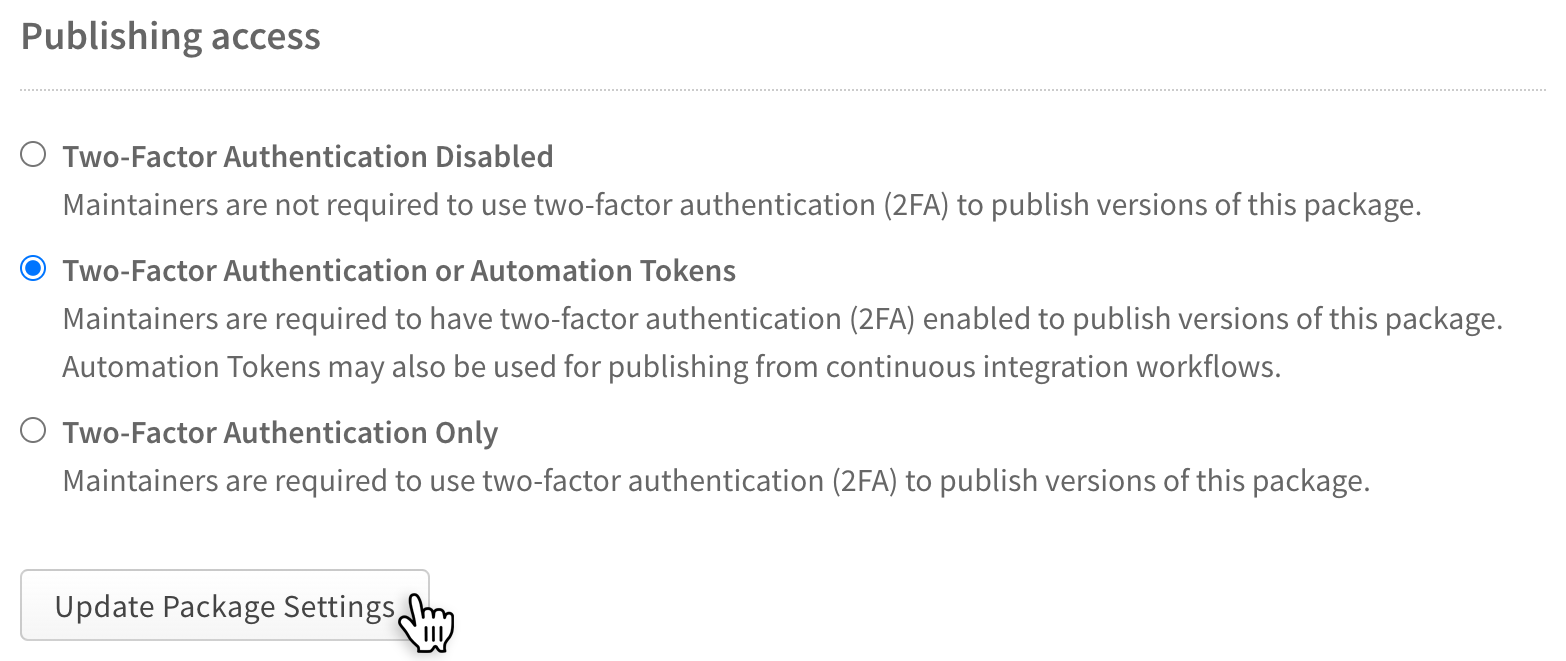 Publishing access
Two-Factor Authentication Disabled
Maintainers are not required to use two-factor authentication (2FA) to publish versions of this package.
Two-Factor Authentication or Automation Tokens
Maintainers are required to have two-factor authentication (2FA) enabled to publish versions of this package.
Automation Tokens may also be used for publishing from continuous integration workflows.
Two-Factor Authentication Only
Maintainers are required to use two-factor authentication (2FA) to publish versions of this package.
Update Package Settings